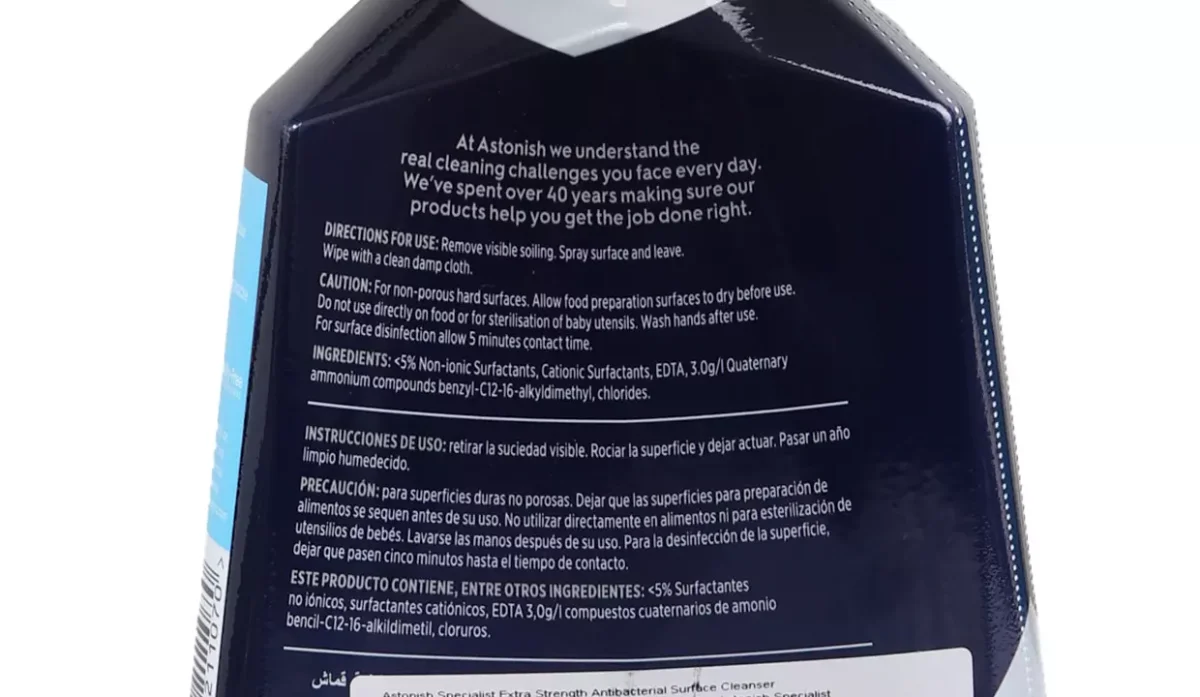 At Astonish we understand the
real cleaning challenges you face every day.
We've spent over 40 years making sure our
products help you get the job done right.
DIRECTIONS FOR USE: Remove visible soiling. Spray surface and leave.
Wipe with a clean damp cloth.
CAUTION: For non-porous hard surfaces. Allow food preparation surfaces to dry before use.
Do not use directly on food or for sterilisation of baby utensils. Wash hands after use.
For surface disinfection allow 5 minutes contact time.
INGREDIENTS: <5% Non-ionic Surfactants, Cationic Surfactants, EDTA, 3.0g/l Quaternary
ammonium compounds benzyl-C12-16-alkyldimethyl, chlorides.
INSTRUCCIONES DE USO: retirar la suciedad visible. Rociar la superficie y dejar actuar. Pasar un año
limpio humedecido.
PRECAUCIÓN: para superficies duras no porosas. Dejar que las superficies para preparación de
alimentos se sequen antes de su uso. No utilizar directamente en alimentos ni para esterilización de
utensilios de bebés. Lavarse las manos después de su uso. Para la desinfección de la superficie,
dejar que pasen cinco minutos hasta el tiempo de contacto.
ESTE PRODUCTO CONTIENE, ENTRE OTROS INGREDIENTES: <5% Surfactantes
no iónicos, surfactantes catiónicos, EDTA 3,0g/l compuestos cuaternarios de amonio
bencil-C12-16-alkildimetil, cloruros.
قماش
Astonish Specialist Extra Strength Antibacterial Surface Cleanser